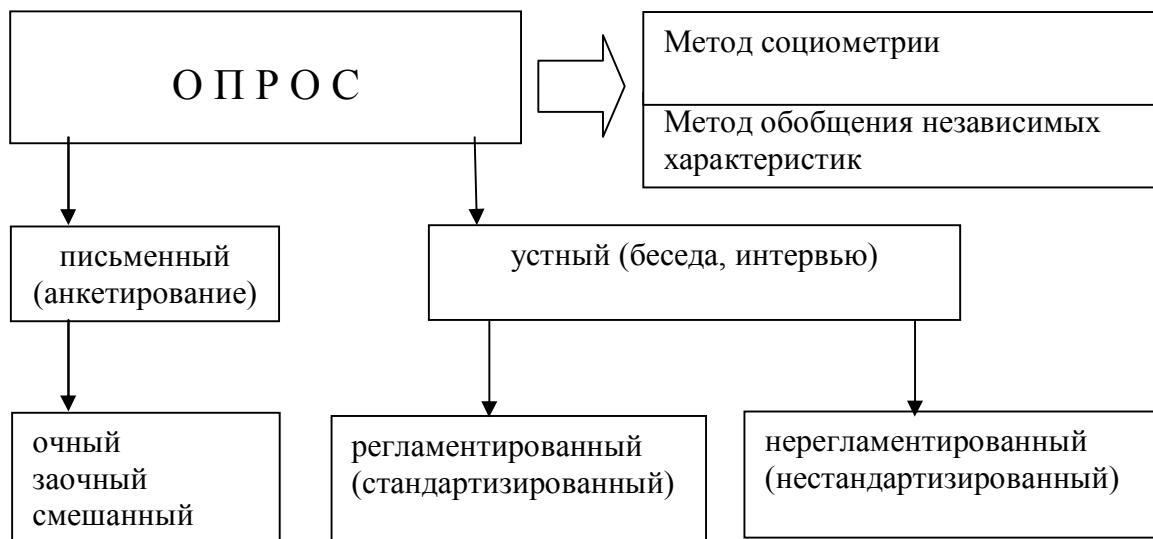 О П Р О С
Метод социометрии
Метод обобщения независимых
характеристик
письменный
(анкетирование)
устный (беседа, интервью)
очный
заочный
смешанный
регламентированный
(стандартизированный)
нерегламентированный
(нестандартизированный)